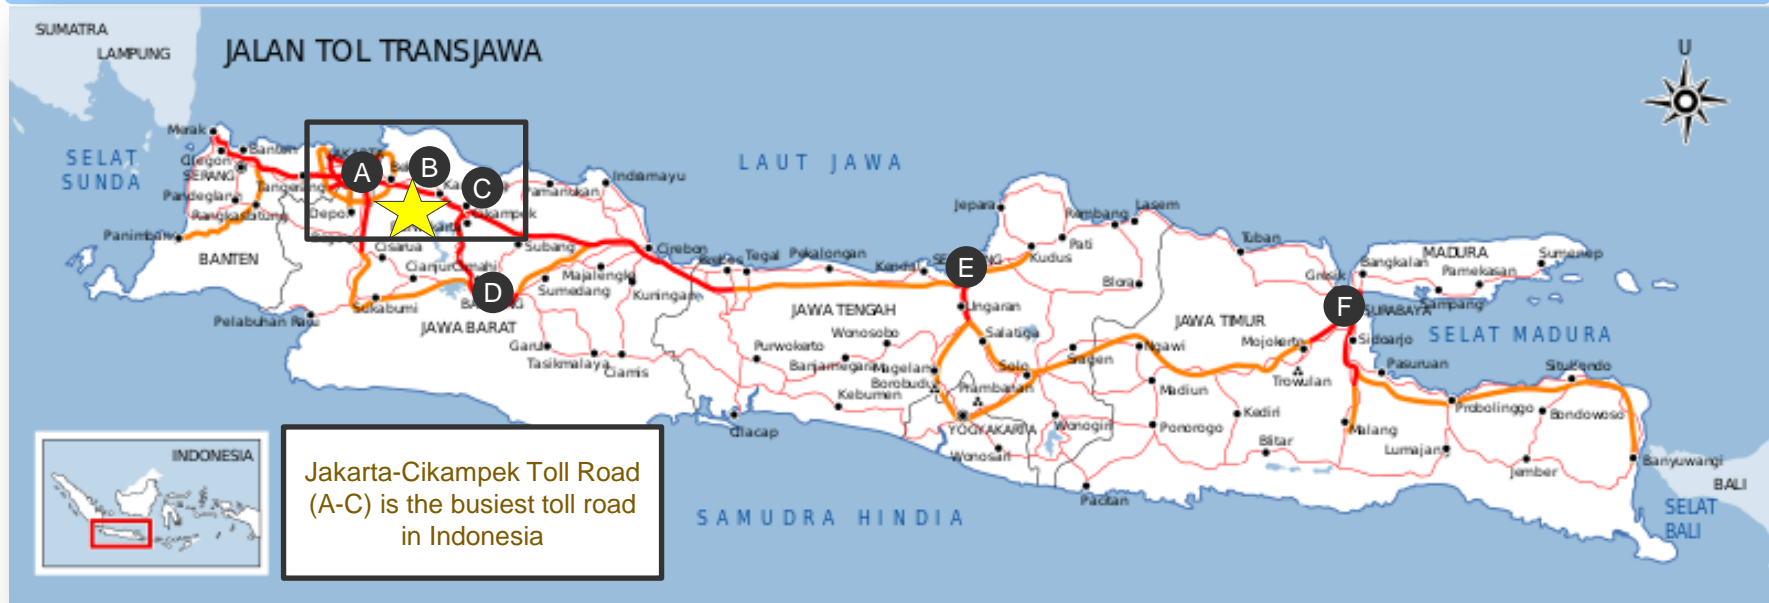 SUMATRA
LAMPUNG
JALAN TOL TRANSJAWA
U
Merak
Banten
SELAT
SUNDA
SERANG
Tangerang
Pandeglang
Rangkasbitung
Panimbang
BANTEN
A
B
C
Depok
Cikampek
Pamanukan
Indramayu
LAUT JAWA
Cisarua
Subang
Cirebon
Cianjur
Cimahi
D
Majalengka
Sumedang
Kuningan
Sukabumi
Pelabuhan Ratu
JAWA BARAT
Garut
Tasikmalaya
Ciamis
Tegal
Pekalongan
Kendal
E
Jepara
Rembang
Lasem
Pati
Kudus
Blora
Ungaran
JAWA TENGAH
Wonosobo
Salatiga
Purwokerto
Banjarnegara
Magelang
Borobudur
Solo
Sragen
Prambanan
Kebumen
Cilacap
YOGYAKARTA
Wonogiri
Wonosari
Pacitan
Tuban
Gresik
Bangkalan
MADURA
Sumenep
Pamekasan
Sampang
F
SURABAYA
SELAT MADURA
JAWA TIMUR
Mojokerto
Sidoarjo
Ngawi
Pasuruan
Situbondo
Trowulan
Madiun
Probolinggo
Bondowoso
Kediri
Ponorogo
Malang
Blitar
Lumajang
Jember
Banyuwangi
BALI
SELAT
BALI
SAMUDRA HINDIA
INDONESIA
Jakarta-Cikampek Toll Road
(A-C) is the busiest toll road
in Indonesia